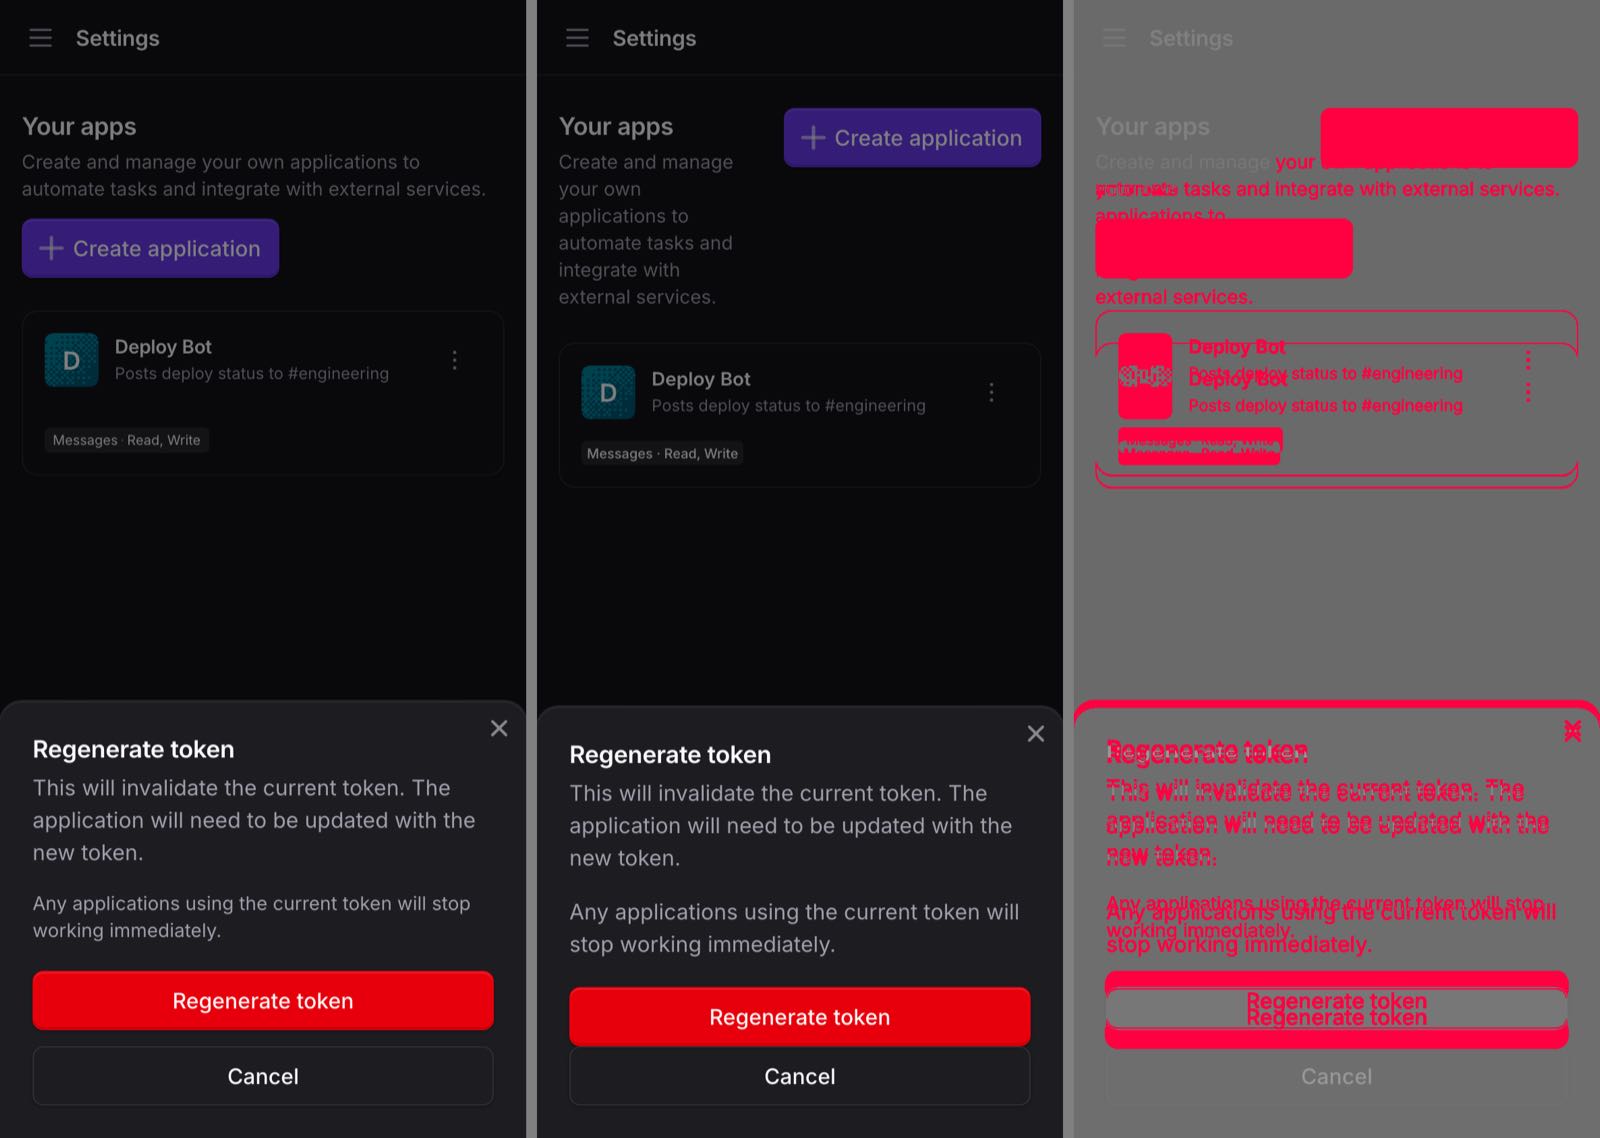 Settings
Your apps
Create and manage your own applications to
automate tasks and integrate with external services.
Create application
D
Deploy Bot
Posts deploy status to #engineering
Messages · Read, Write
Regenerate token
This will invalidate the current token. The
application will need to be updated with the
new token.
Any applications using the current token will stop
working immediately.
Regenerate token
Cancel
Settings
Your apps
Create application
Create and manage
your own
applications to
automate tasks and
integrate with
external services.
D
Deploy Bot
Posts deploy status to #engineering
Messages · Read, Write
Regenerate token
This will invalidate the current token. The
application will need to be updated with the
new token.
Any applications using the current token will
stop working immediately.
Regenerate token
Cancel
Settings
Your apps
Create and manage your
tasks and integrate with external services.
applications to
external services.
Deploy Bot
Posts deploy status to #engineering
Deploy Bot
Posts deploy status to #engineering
Regenerate token
This will invalidate the current token. The
application will need to be updated with the
new token.
Any applications using the current token will stop
Any applications using the current token will
working immediately.
stop working immediately.
Regenerate token
Regenerate token
Cancel